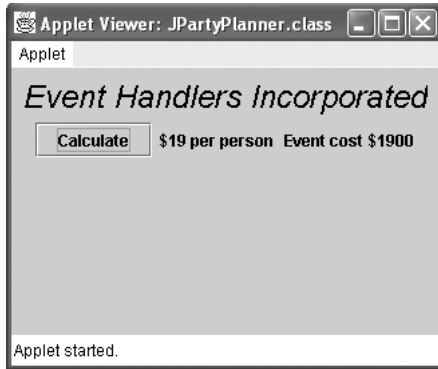 Applet Viewer: JPartyPlanner.class
Applet
Event Handlers Incorporated
Calculate $19 per person Event cost $1900
Applet started.